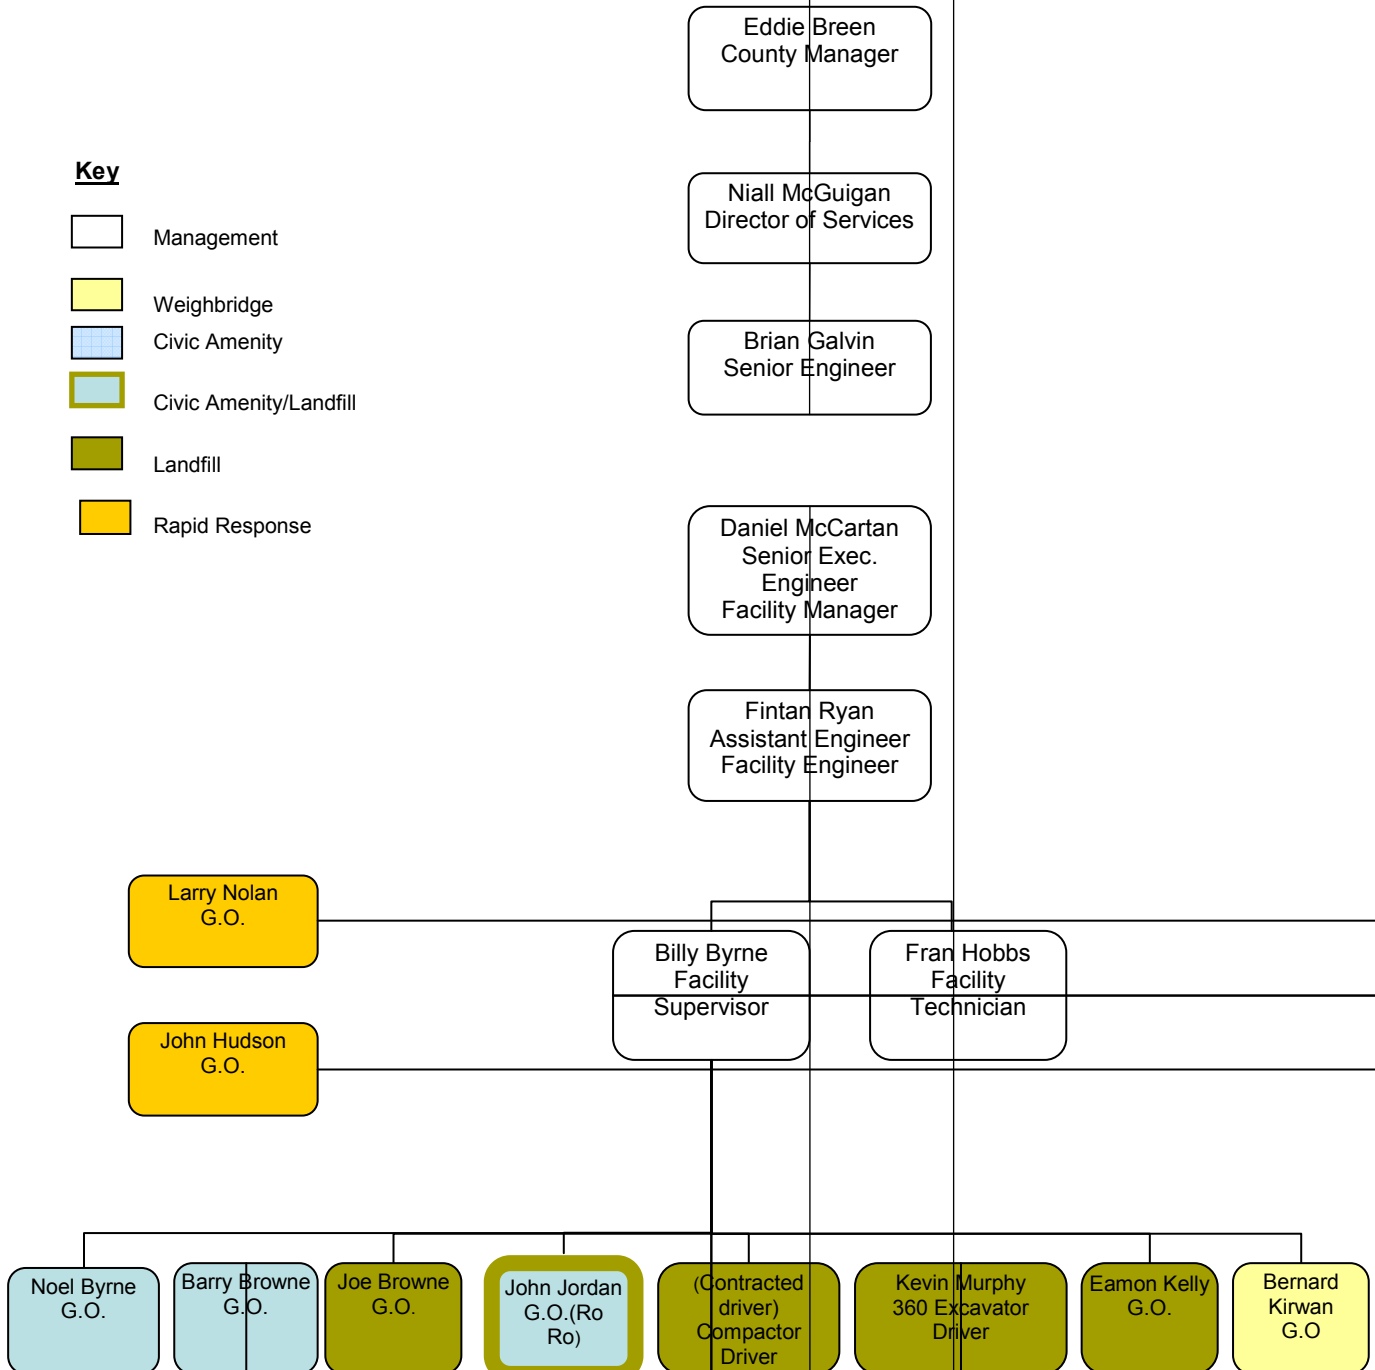 Eddie Breen
County Manager
Key
Management
Weighbridge
Civic Amenity
Civic Amenity/Landfill
Landfill
Rapid Response
Niall McGuigan
Director of Services
Brian Galvin
Senior Engineer
Daniel McCartan
Senior Exec.
Engineer
Facility Manager
Fintan Ryan
Assistant Engineer
Facility Engineer
Larry Nolan
G.O.
Billy Byrne
Facility
Supervisor
Fran Hobbs
Facility
Technician
John Hudson
G.O.
Noel Byrne
G.O.
Barry Browne
G.O.
Joe Browne
G.O.
John Jordan
G.O.(Ro
Ro)
(Contracted
driver)
Compactor
Driver
Kevin Murphy
360 Excavator
Driver
Eamon Kelly
G.O.
Bernard
Kirwan
G.O